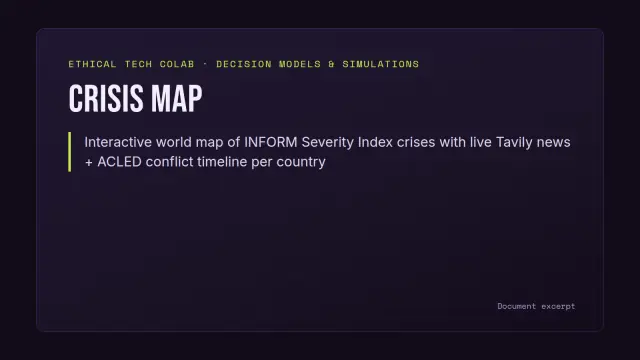 ETHICAL TECH COLAB · DECISION MODELS & SIMULATIONS
CRISIS MAP
Interactive world map of INFORM Severity Index crises with live Tavily news
+ ACLED conflict timeline per country
Document excerpt